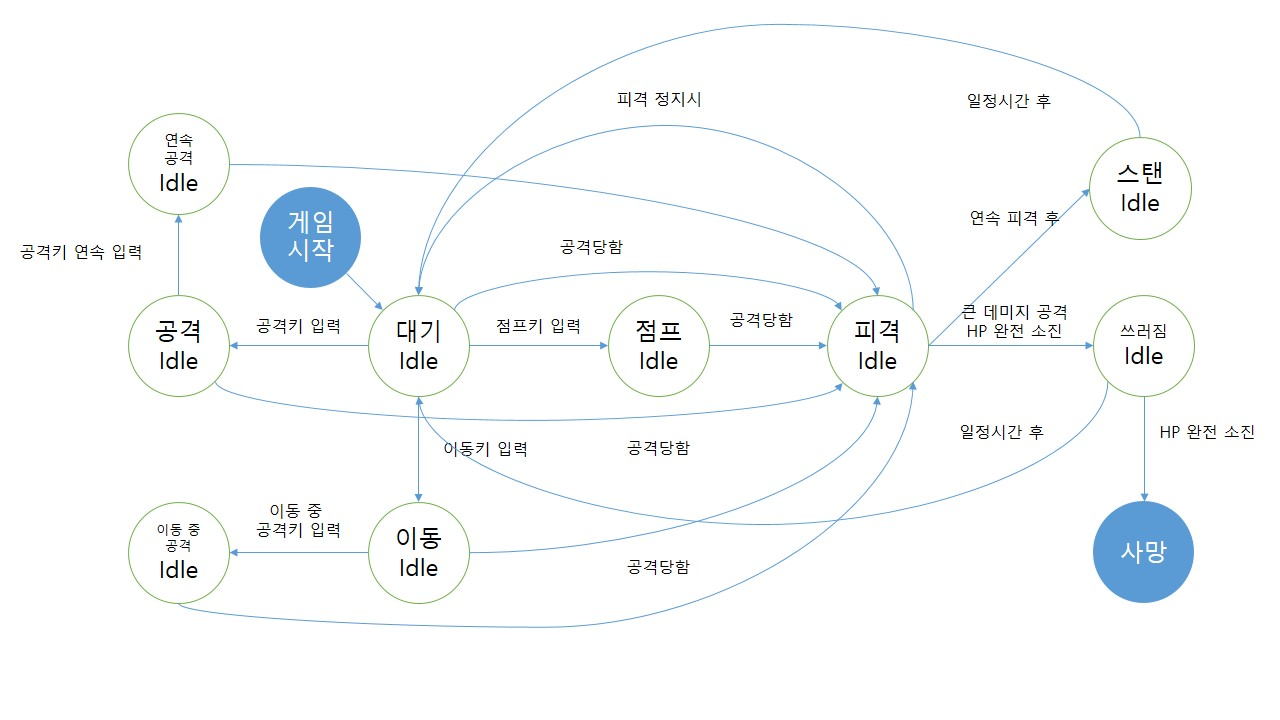 피격 정지시
일정시간 후
연속
공격
Idle
스탠
Idle
게임
시작
연속 피격 후
공격키 연속 입력
공격당함
공격
Idle
공격키 입력
대기
Idle
점프키 입력
점프
Idle
공격당함
피격
Idle
큰 데미지 공격
HP 완전 소진
쓰러짐
Idle
이동키 입력
공격당함
일정시간 후
HP 완전 소진
이동 중
공격
Idle
이동 중
공격키 입력
이동
Idle
공격당함
사망